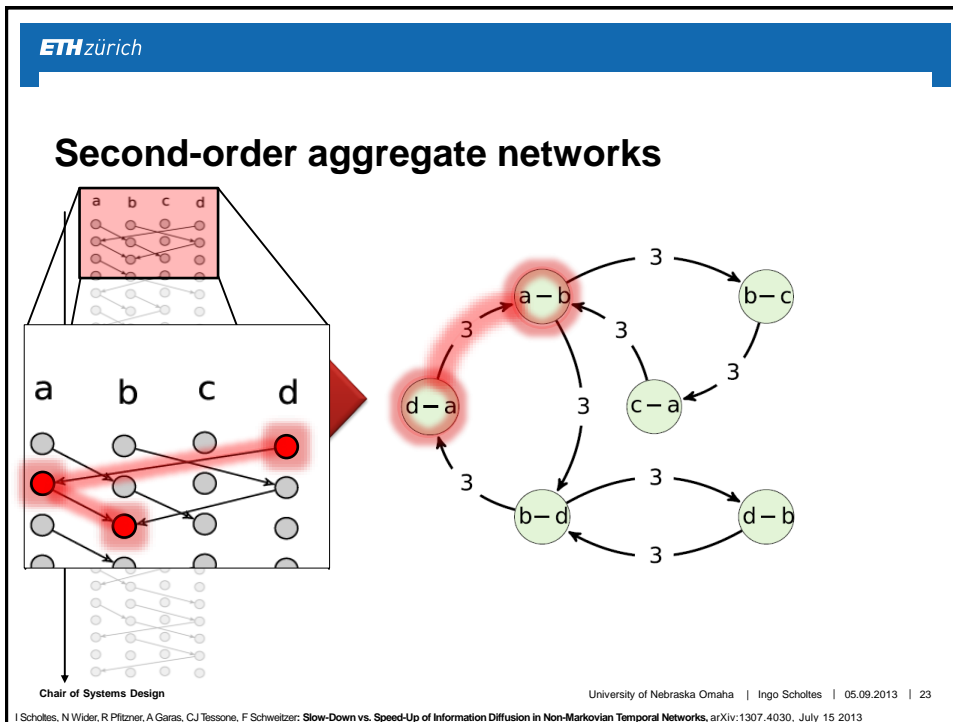 ETH zürich
Second-order aggregate networks
a b c d
a b c d
a – b
b – c
d – a
c – a
b – d
d – b
3
3
3
3
3
3
3
3
Chair of Systems Design
University of Nebraska Omaha | Ingo Scholtes | 05.09.2013 | 23
I Scholtes, N Wider, R Pfitzner, A Garas, CJ Tessone, F Schweitzer: Slow-Down vs. Speed-Up of Information Diffusion in Non-Markovian Temporal Networks, arXiv:1307.4030, July 15 2013